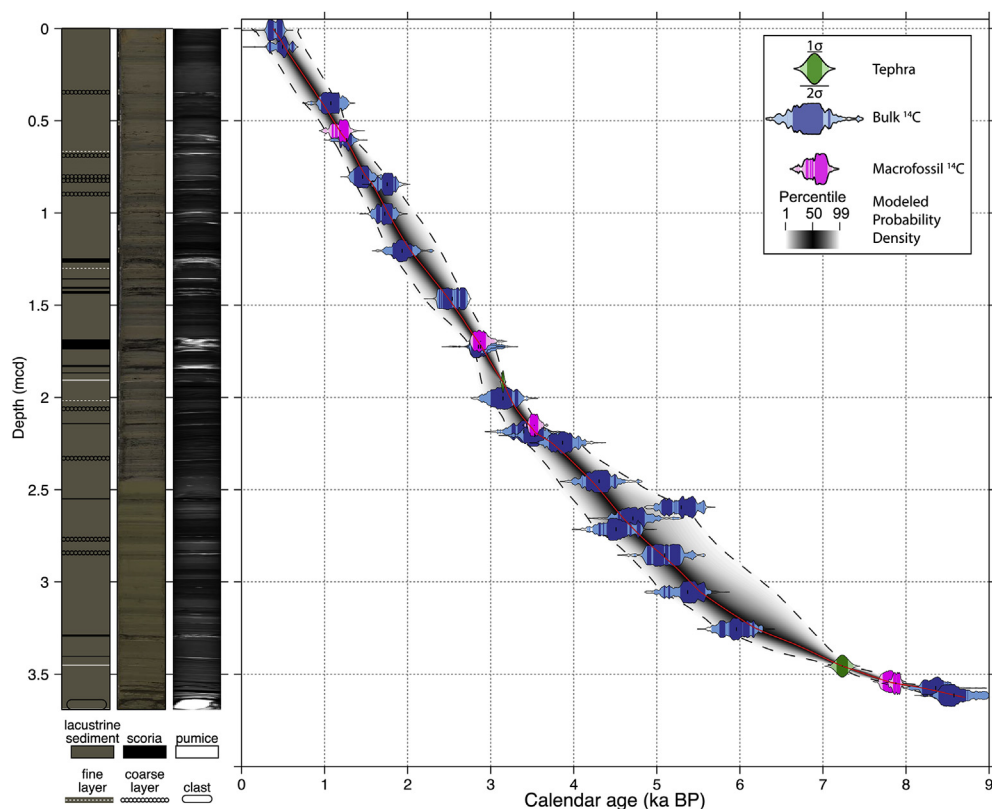 0
0.5
1
1.5
2
2.5
3
3.5
Depth (mcd)
1σ
2σ
Tephra
Bulk ¹⁴C
Macrofossil ¹⁴C
Percentile
1 50 99
Modeled
Probability
Density
lacustrine
sediment
scoria
pumice
fine
layer
coarse
layer
clast
0 1 2 3 4 5 6 7 8 9
Calendar age (ka BP)